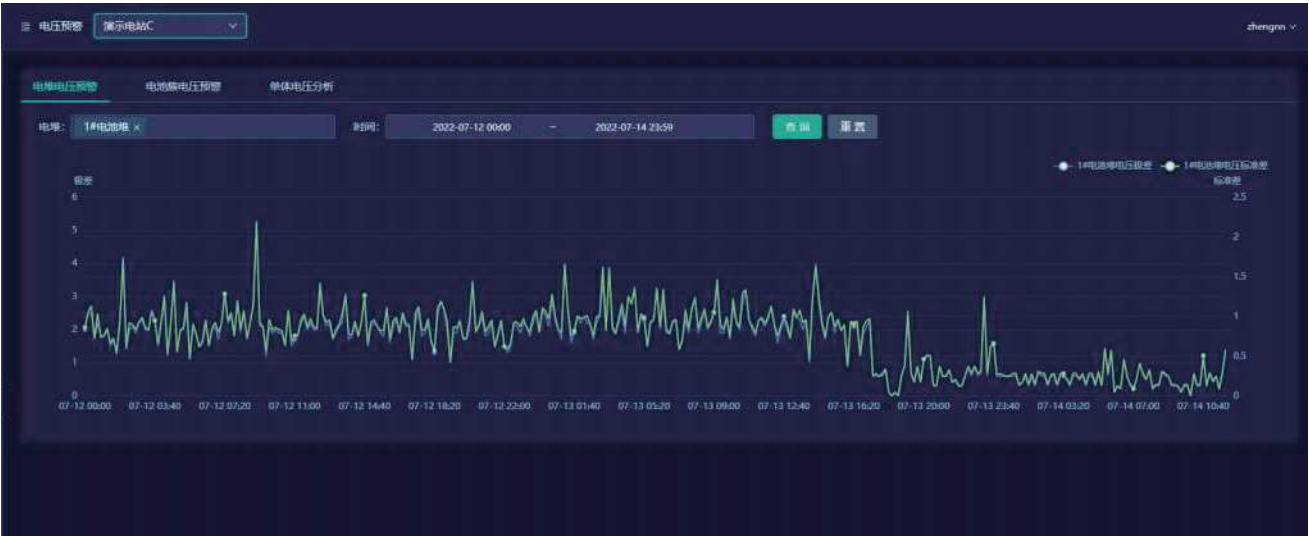 电压预警 演示电站C zhengnn
电堆电压预警 电池簇电压预警 单体电压分析
电堆: 1#电池堆 × 时间: 2022-07-12 00:00 – 2022-07-14 23:59 查询 重置
1#电池堆电压极差 1#电池堆电压标准差
极差 标准差
6 2.5
5
2
4
1.5
3
2 1
1 0.5
0 0
07-12 00:00 07-12 03:40 07-12 07:20 07-12 11:00 07-12 14:40 07-12 18:20 07-12 22:00 07-13 01:40 07-13 05:20 07-13 09:00 07-13 12:40 07-13 16:20 07-13 20:00 07-13 23:40 07-14 03:20 07-14 07:00 07-14 10:40